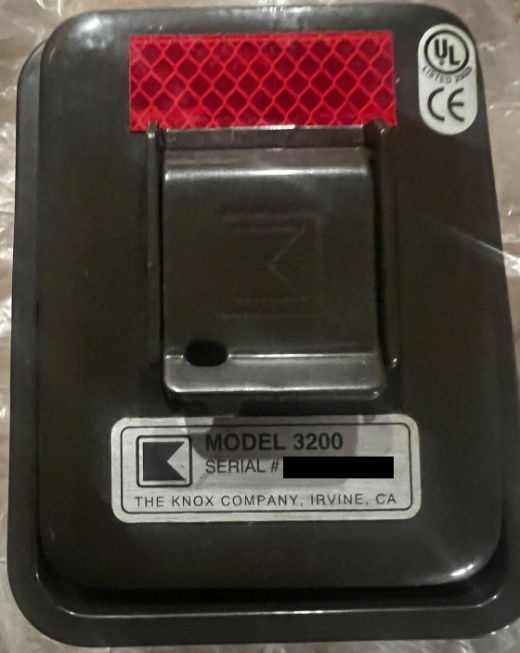 UL
LISTED
CE
MODEL 3200
SERIAL #
THE KNOX COMPANY, IRVINE, CA